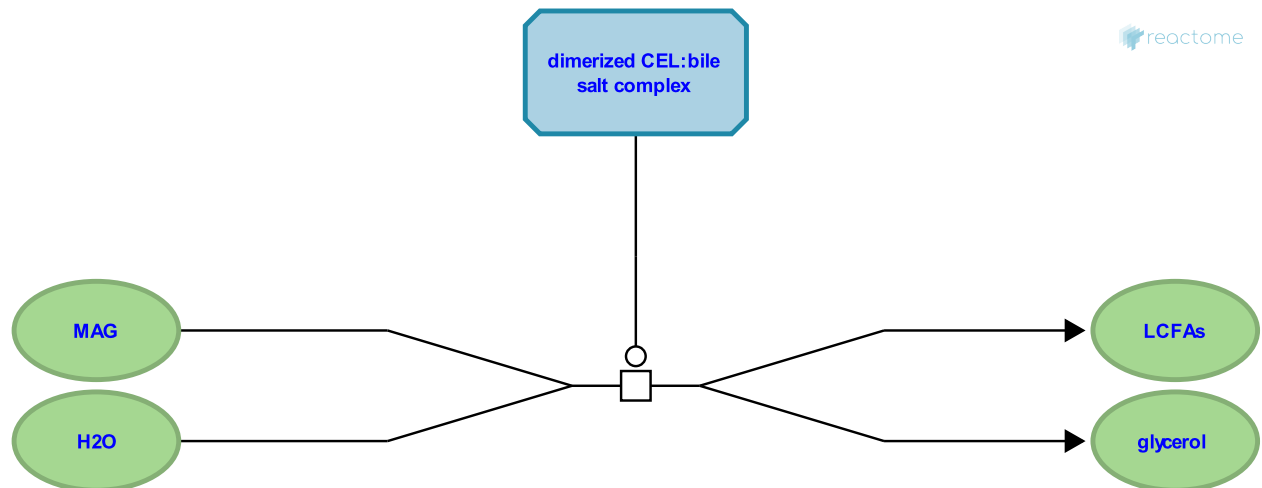 dimerized CEL:bile
salt complex
reactome
MAG
LCFAs
H2O
glycerol